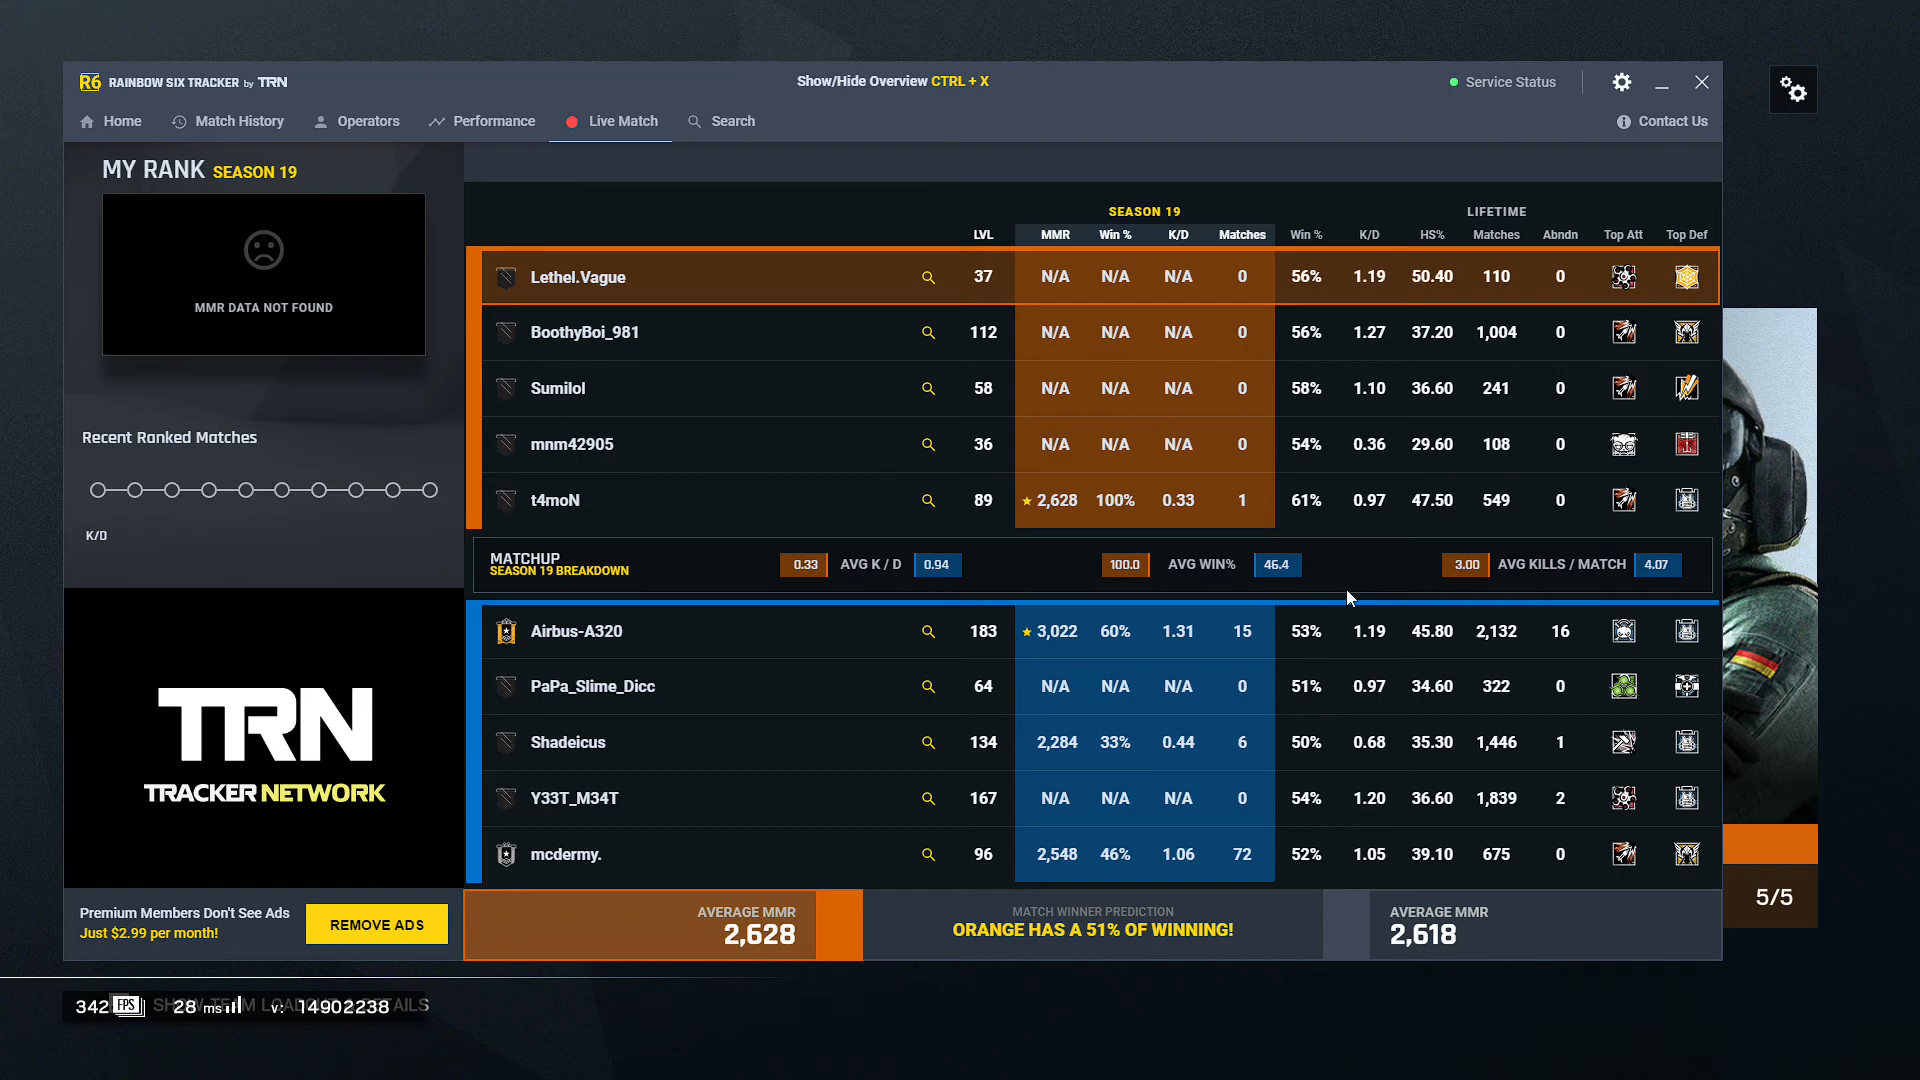 R6 RAINBOW SIX TRACKER by TRN
Show/Hide Overview CTRL + X
Service Status
Home Match History Operators Performance Live Match Search Contact Us
MY RANK SEASON 19
MMR DATA NOT FOUND
Recent Ranked Matches
K/D
SEASON 19 LIFETIME
LVL MMR Win % K/D Matches Win % K/D HS% Matches Abndn Top Att Top Def
Lethel.Vague 37 N/A N/A N/A 0 56% 1.19 50.40 110 0
BoothyBoi_981 112 N/A N/A N/A 0 56% 1.27 37.20 1,004 0
Sumilol 58 N/A N/A N/A 0 58% 1.10 36.60 241 0
mnm42905 36 N/A N/A N/A 0 54% 0.36 29.60 108 0
t4moN 89 2,628 100% 0.33 1 61% 0.97 47.50 549 0
MATCHUP
SEASON 19 BREAKDOWN
0.33 AVG K / D 0.94 100.0 AVG WIN% 46.4 3.00 AVG KILLS / MATCH 4.07
Airbus-A320 183 3,022 60% 1.31 15 53% 1.19 45.80 2,132 16
PaPa_Slime_Dicc 64 N/A N/A N/A 0 51% 0.97 34.60 322 0
Shadeicus 134 2,284 33% 0.44 6 50% 0.68 35.30 1,446 1
Y33T_M34T 167 N/A N/A N/A 0 54% 1.20 36.60 1,839 2
mcdermy. 96 2,548 46% 1.06 72 52% 1.05 39.10 675 0
TRN
TRACKER NETWORK
Premium Members Don't See Ads
Just $2.99 per month!
REMOVE ADS
AVERAGE MMR
2,628
MATCH WINNER PREDICTION
ORANGE HAS A 51% OF WINNING!
AVERAGE MMR
2,618
5/5
342 FPS 28 ms v: 14902238
SHOW TEAM LOADOUT & DETAILS